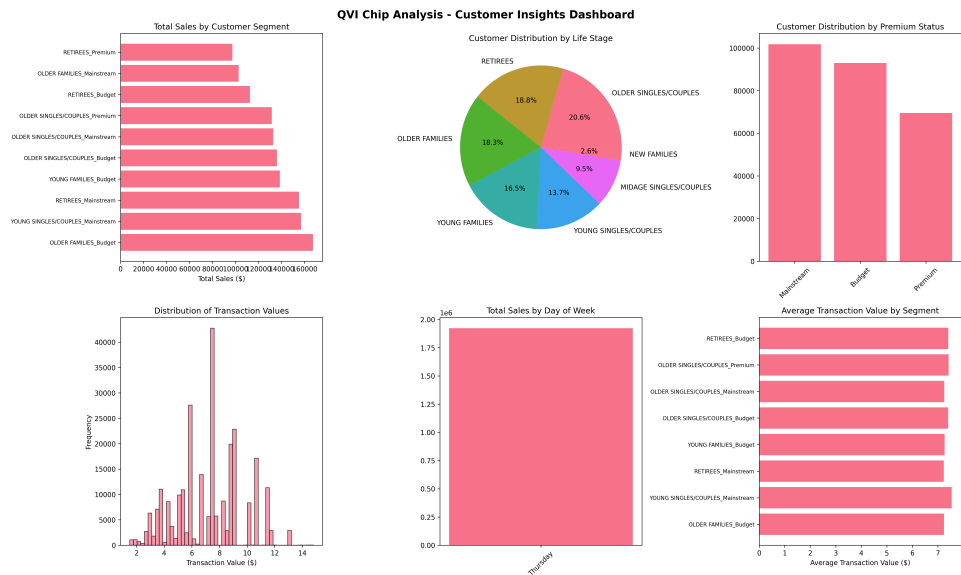 QVI Chip Analysis - Customer Insights Dashboard
Total Sales by Customer Segment
RETIREES_Premium
OLDER FAMILIES_Mainstream
RETIREES_Budget
OLDER SINGLES/COUPLES_Premium
OLDER SINGLES/COUPLES_Mainstream
OLDER SINGLES/COUPLES_Budget
YOUNG FAMILIES_Budget
RETIREES_Mainstream
YOUNG SINGLES/COUPLES_Mainstream
OLDER FAMILIES_Budget
0 20000 40000 60000 80000 100000 120000 140000 160000
Total Sales ($)
Customer Distribution by Life Stage
RETIREES
OLDER SINGLES/COUPLES
18.8%
20.6%
OLDER FAMILIES
18.3%
2.6%
NEW FAMILIES
9.5%
MIDAGE SINGLES/COUPLES
16.5%
13.7%
YOUNG FAMILIES
YOUNG SINGLES/COUPLES
Customer Distribution by Premium Status
100000
80000
60000
40000
20000
0
Mainstream
Budget
Premium
Distribution of Transaction Values
Frequency
40000
35000
30000
25000
20000
15000
10000
5000
0
2 4 6 8 10 12 14
Transaction Value ($)
Total Sales by Day of Week
1e6
2.00
1.75
1.50
1.25
1.00
0.75
0.50
0.25
0.00
Thursday
Average Transaction Value by Segment
RETIREES_Budget
OLDER SINGLES/COUPLES_Premium
OLDER SINGLES/COUPLES_Mainstream
OLDER SINGLES/COUPLES_Budget
YOUNG FAMILIES_Budget
RETIREES_Mainstream
YOUNG SINGLES/COUPLES_Mainstream
OLDER FAMILIES_Budget
0 1 2 3 4 5 6 7
Average Transaction Value ($)